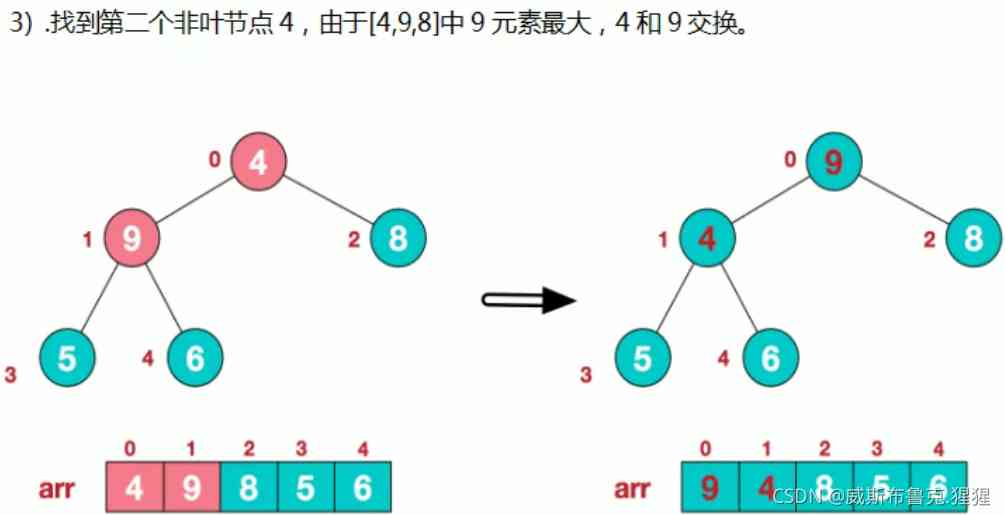 3) .找到第二个非叶节点 4，由于[4,9,8]中 9 元素最大，4 和 9 交换。
0 4 0 9
1 9 2 8 1 4 2 8
5 4 6 5 4 6
3 3
0 1 2 3 4 0 1 2 3 4
arr 4 9 8 5 6 arr 9 4 8 5 6
CSDN @威斯布鲁克.猩猩